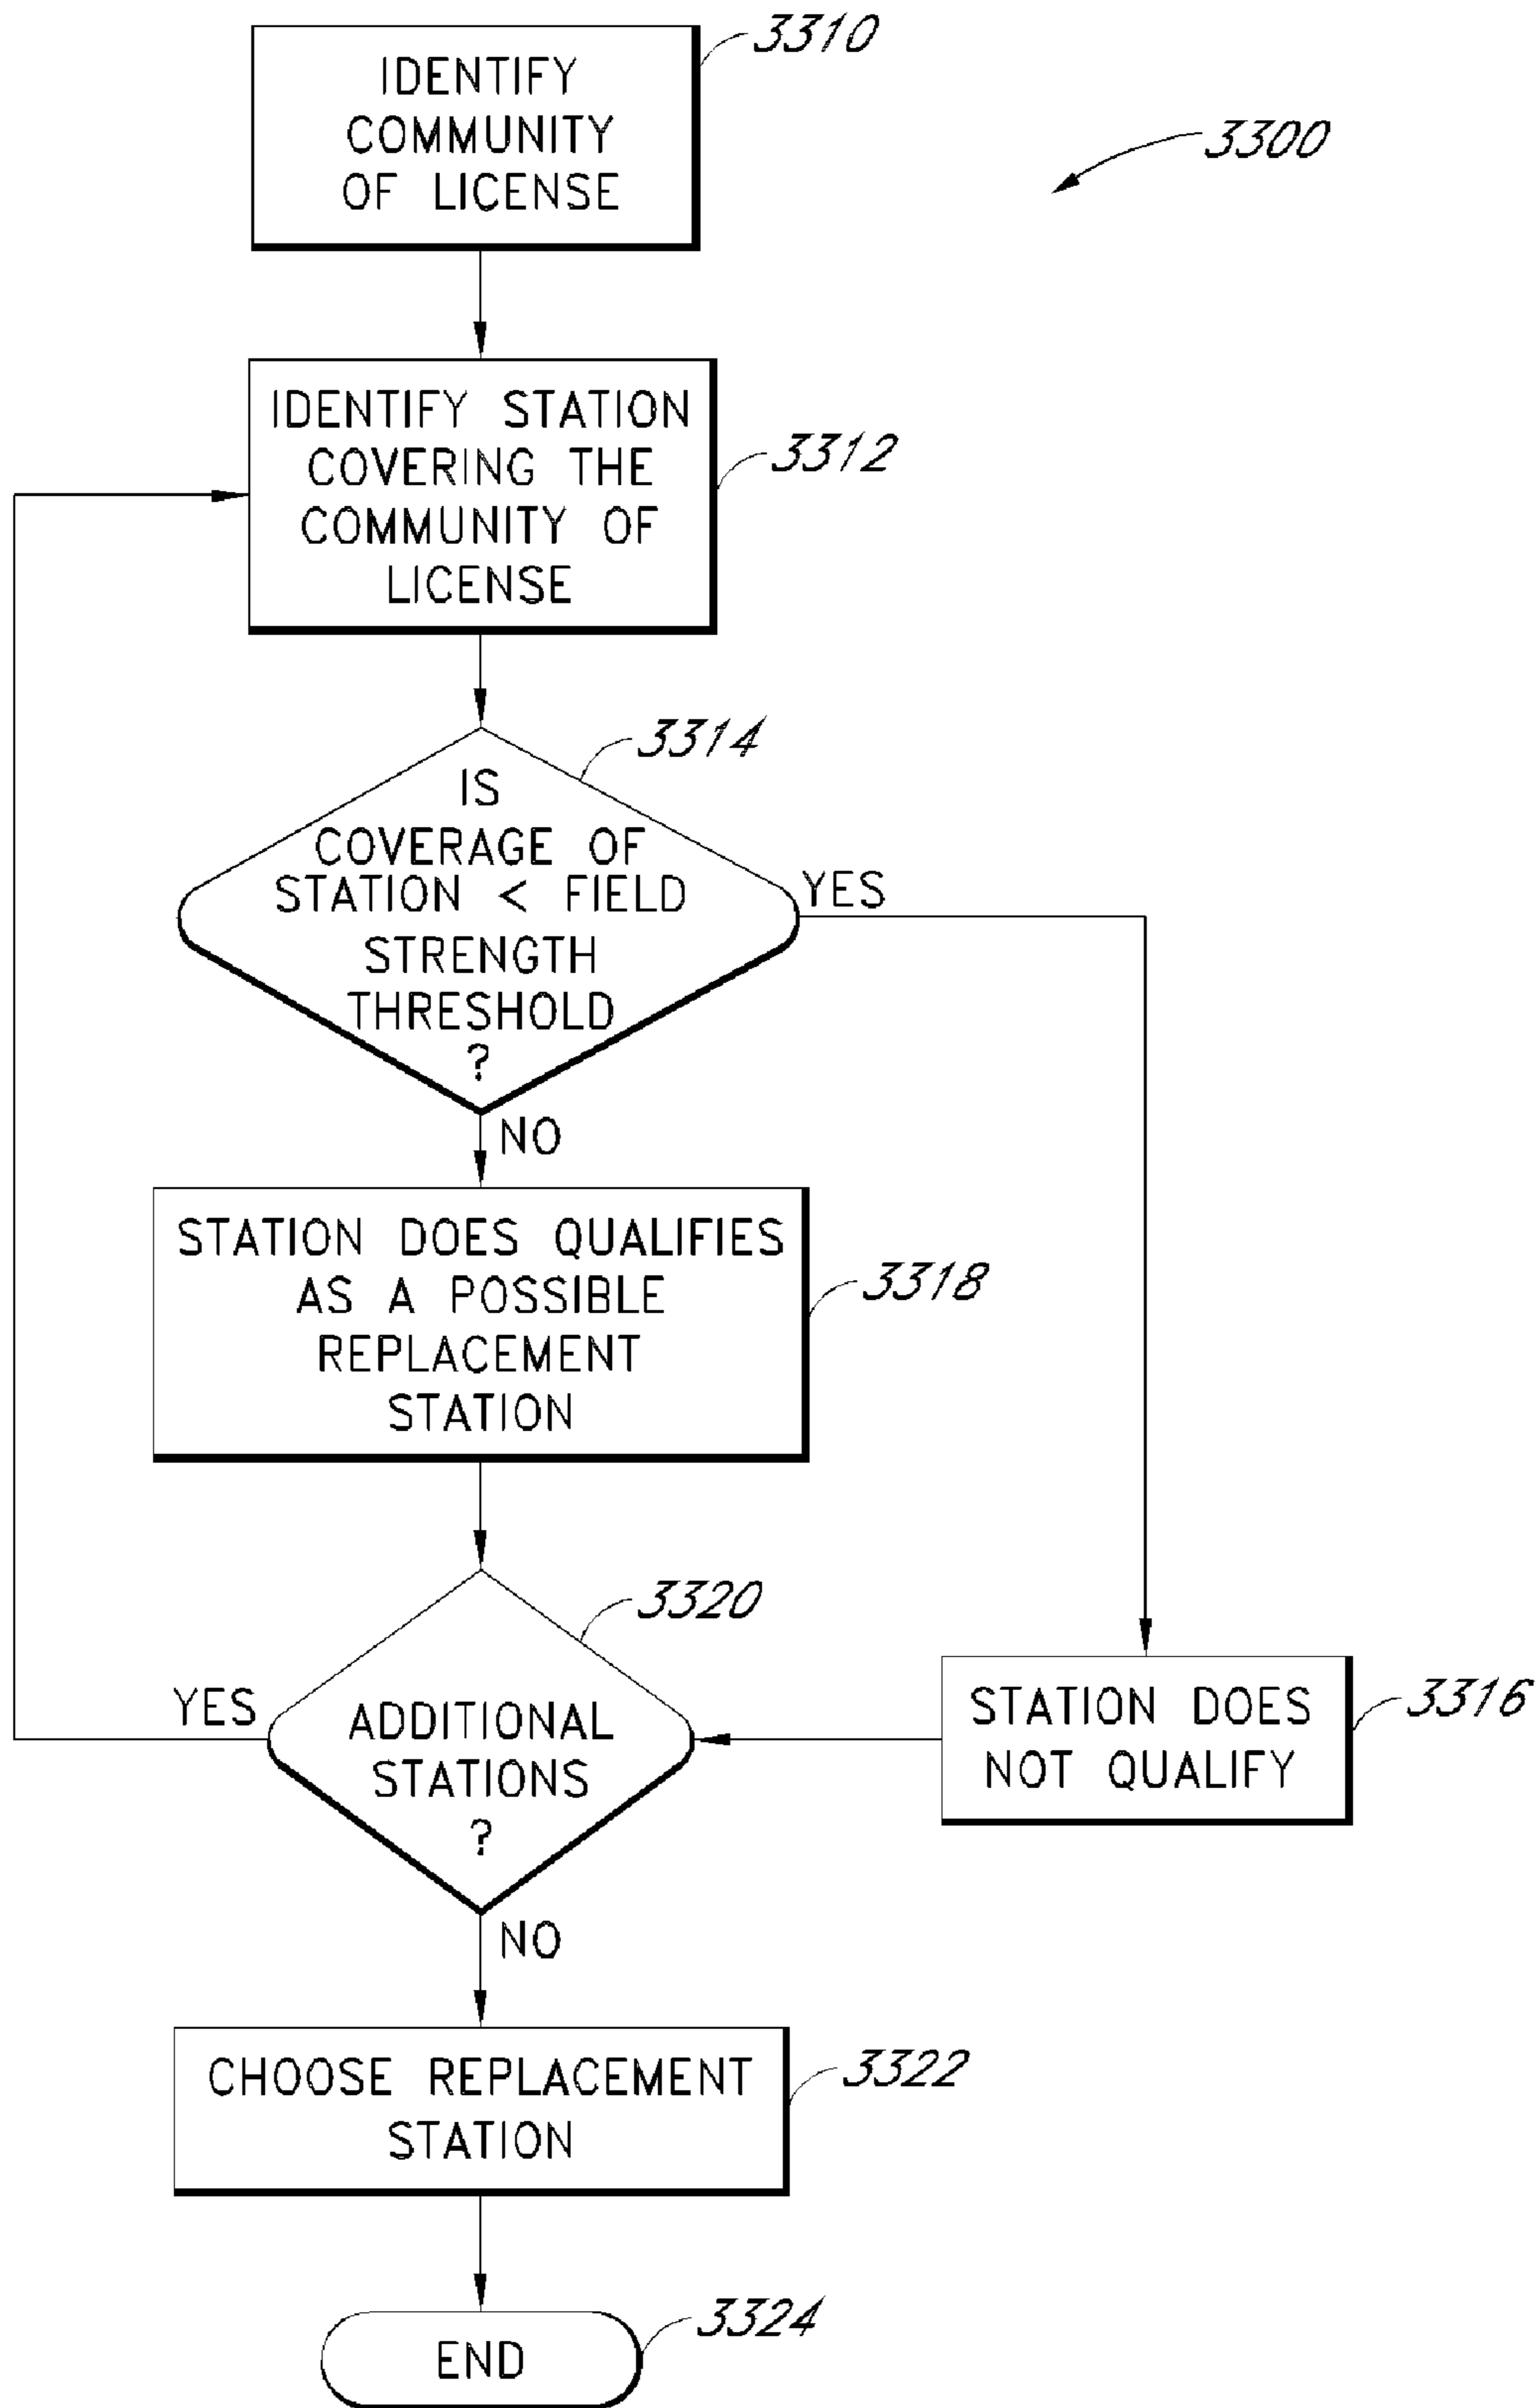 3310
IDENTIFY
COMMUNITY
OF LICENSE
3300
IDENTIFY STATION
COVERING THE
COMMUNITY OF
LICENSE
3312
3314
IS
COVERAGE OF
STATION < FIELD
STRENGTH
THRESHOLD
?
YES
NO
STATION DOES QUALIFIES
AS A POSSIBLE
REPLACEMENT
STATION
3318
3320
YES
ADDITIONAL
STATIONS
?
STATION DOES
NOT QUALIFY
3316
NO
CHOOSE REPLACEMENT
STATION
3322
3324
END